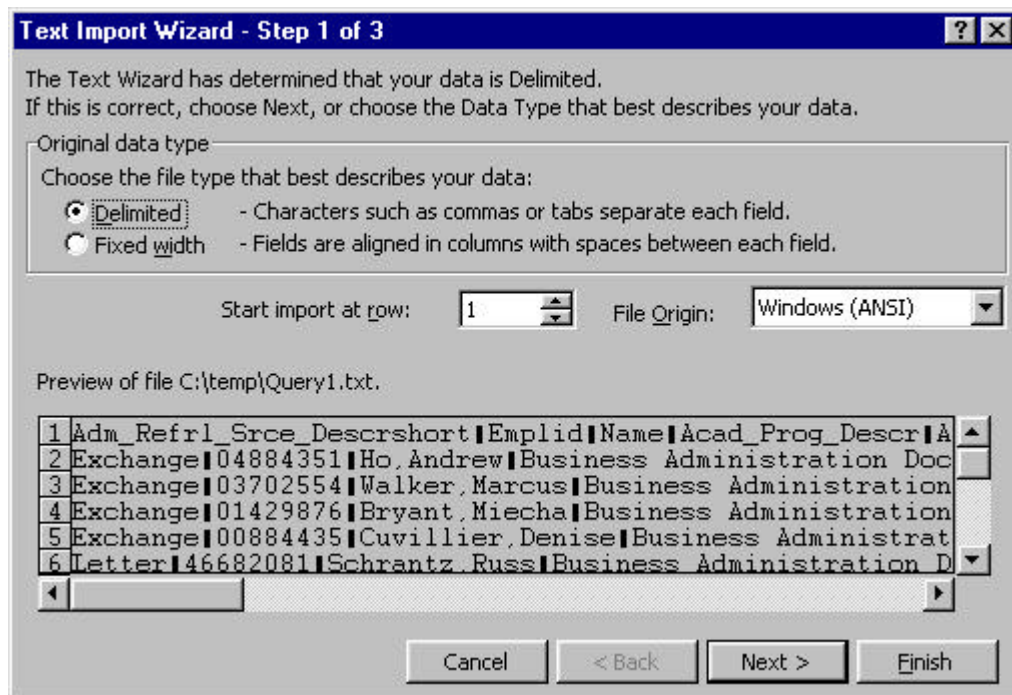 Text Import Wizard - Step 1 of 3
The Text Wizard has determined that your data is Delimited.
If this is correct, choose Next, or choose the Data Type that best describes your data.
Original data type
Choose the file type that best describes your data:
Delimited - Characters such as commas or tabs separate each field.
Fixed width - Fields are aligned in columns with spaces between each field.
Start import at row: 1 File Origin: Windows (ANSI)
Preview of file C:\temp\Query1.txt.
1 Adm_Refrl_Srce_Descrshort▮Emplid▮Name▮Acad_Prog_Descr▮A
2 Exchange▮04884351▮Ho,Andrew▮Business Administration Doc
3 Exchange▮03702554▮Walker,Marcus▮Business Administration
4 Exchange▮01429876▮Bryant,Miecha▮Business Administration
5 Exchange▮00884435▮Cuvillier,Denise▮Business Administrat
6 Letter▮46682081▮Schrantz,Russ▮Business Administration D
Cancel < Back Next > Finish